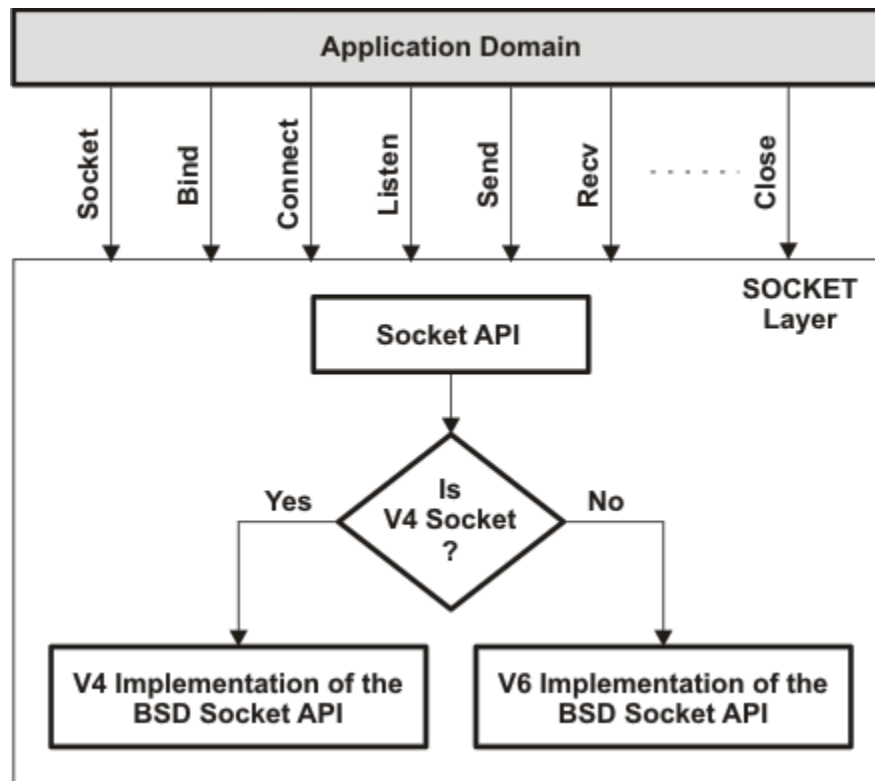 Application Domain
Socket
Bind
Connect
Listen
Send
Recv
Close
SOCKET
Layer
Socket API
Is
V4 Socket
?
Yes
No
V4 Implementation of the
BSD Socket API
V6 Implementation of the
BSD Socket API